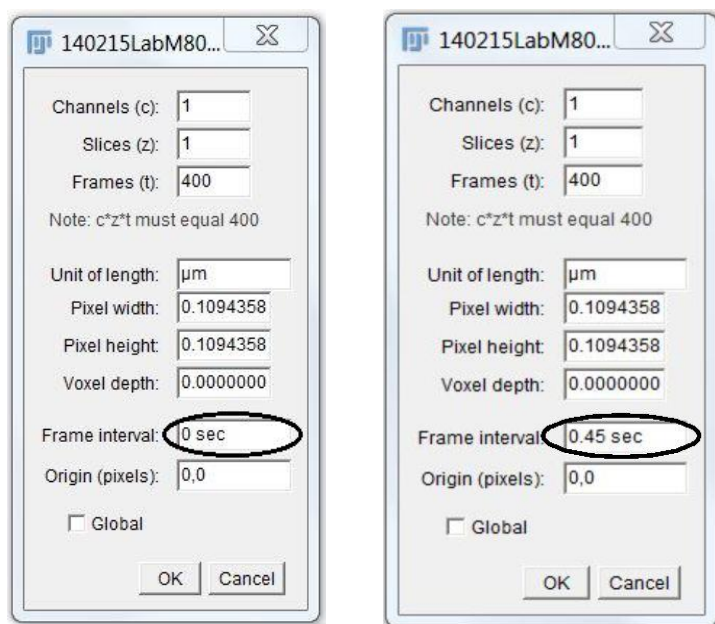 140215LabM80...
Channels (c): 1
Slices (z): 1
Frames (t): 400
Note: c*z*t must equal 400
Unit of length: µm
Pixel width: 0.1094358
Pixel height: 0.1094358
Voxel depth: 0.0000000
Frame interval: 0 sec
Origin (pixels): 0,0
Global
OK Cancel
140215LabM80...
Channels (c): 1
Slices (z): 1
Frames (t): 400
Note: c*z*t must equal 400
Unit of length: µm
Pixel width: 0.1094358
Pixel height: 0.1094358
Voxel depth: 0.0000000
Frame interval: 0.45 sec
Origin (pixels): 0,0
Global
OK Cancel